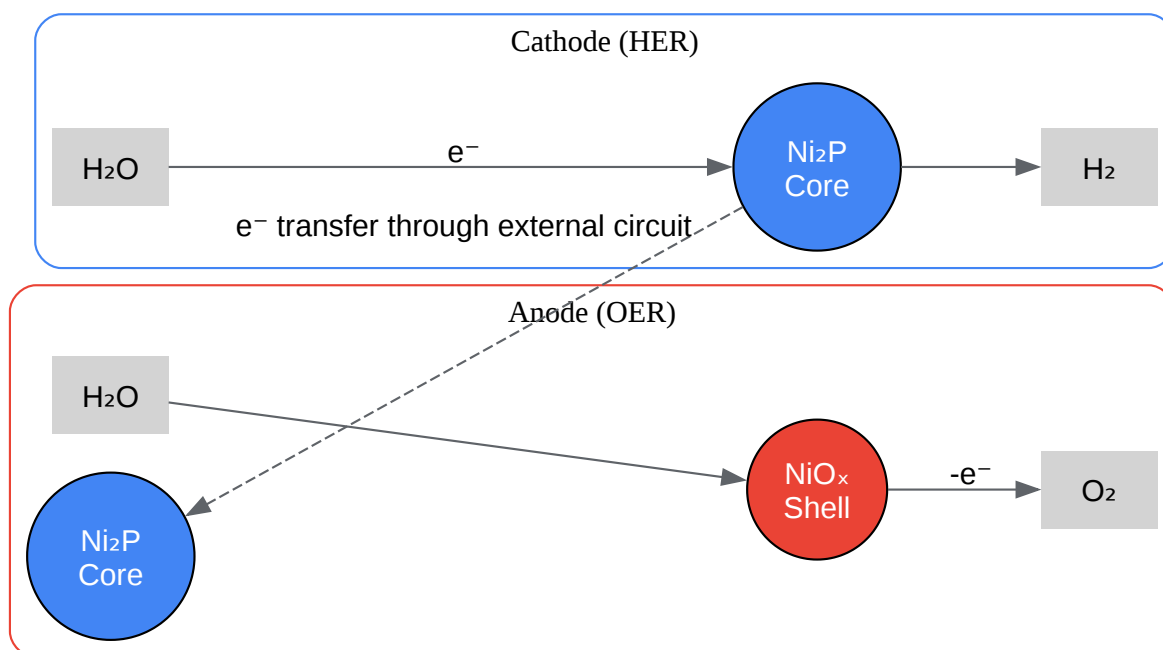 Cathode (HER)
H₂O
e⁻
Ni₂P
Core
H₂
e⁻ transfer through external circuit
Anode (OER)
H₂O
NiOₓ
Shell
-e⁻
O₂
Ni₂P
Core